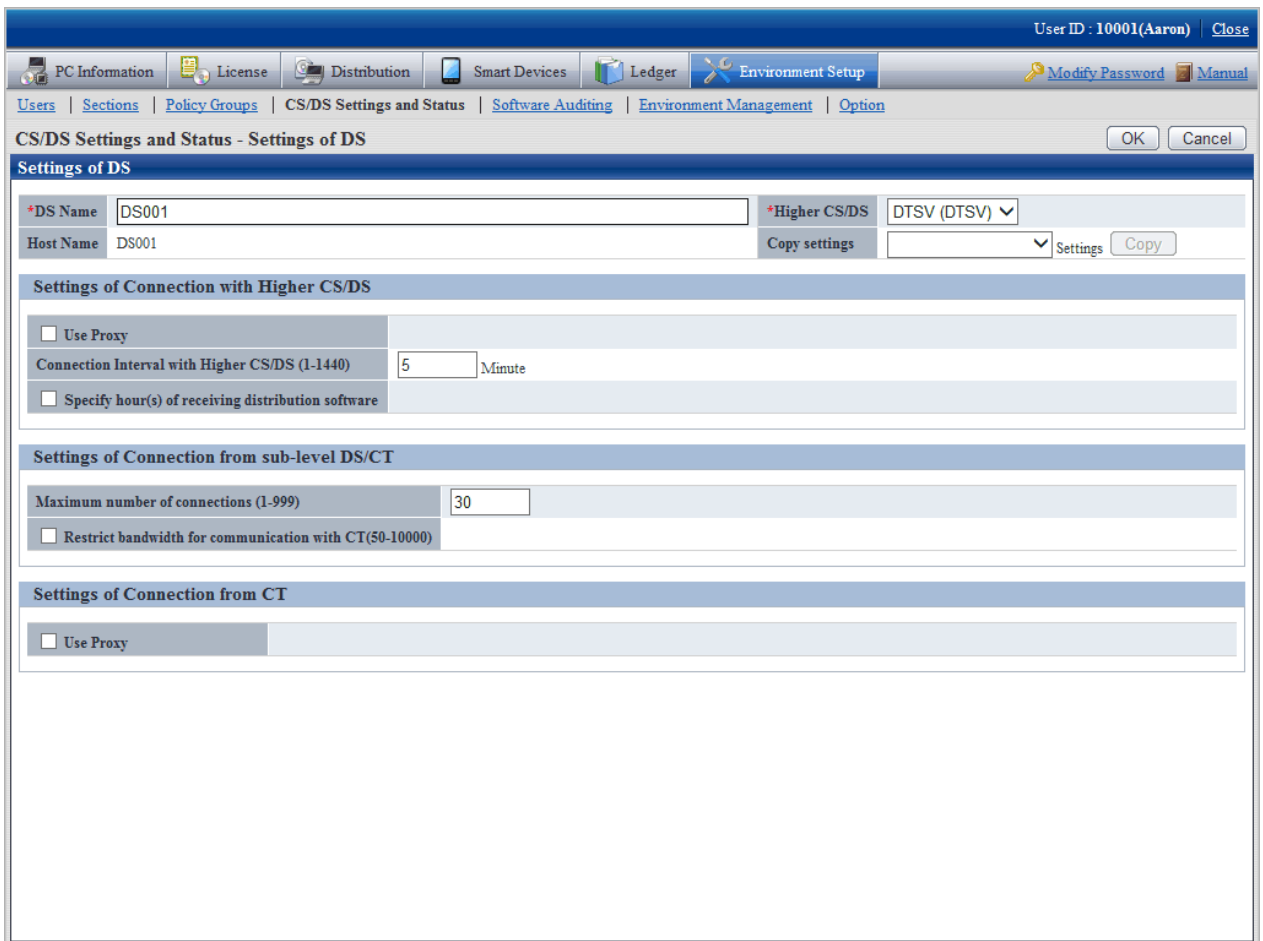 User ID : 10001(Aaron) | Close
PC Information License Distribution Smart Devices Ledger Environment Setup Modify Password Manual
Users | Sections | Policy Groups | CS/DS Settings and Status | Software Auditing | Environment Management | Option
CS/DS Settings and Status - Settings of DS OK Cancel
Settings of DS
*DS Name DS001 *Higher CS/DS DTSV (DTSV)
Host Name DS001 Copy settings Settings Copy
Settings of Connection with Higher CS/DS
Use Proxy
Connection Interval with Higher CS/DS (1-1440) 5 Minute
Specify hour(s) of receiving distribution software
Settings of Connection from sub-level DS/CT
Maximum number of connections (1-999) 30
Restrict bandwidth for communication with CT(50-10000)
Settings of Connection from CT
Use Proxy